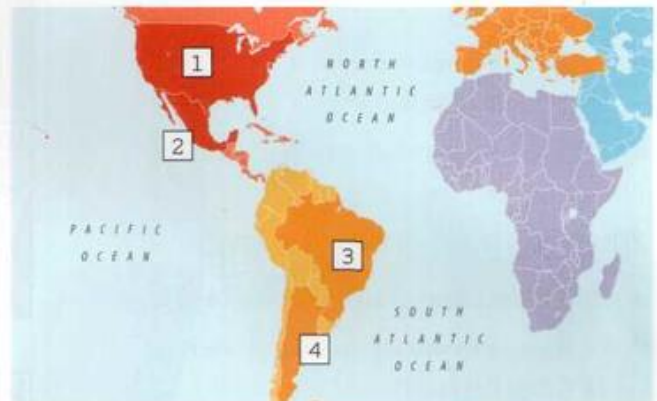 1
NORTH
ATLANTIC
OCEAN
2
PACIFIC
OCEAN
3
SOUTH
ATLANTIC
OCEAN
4